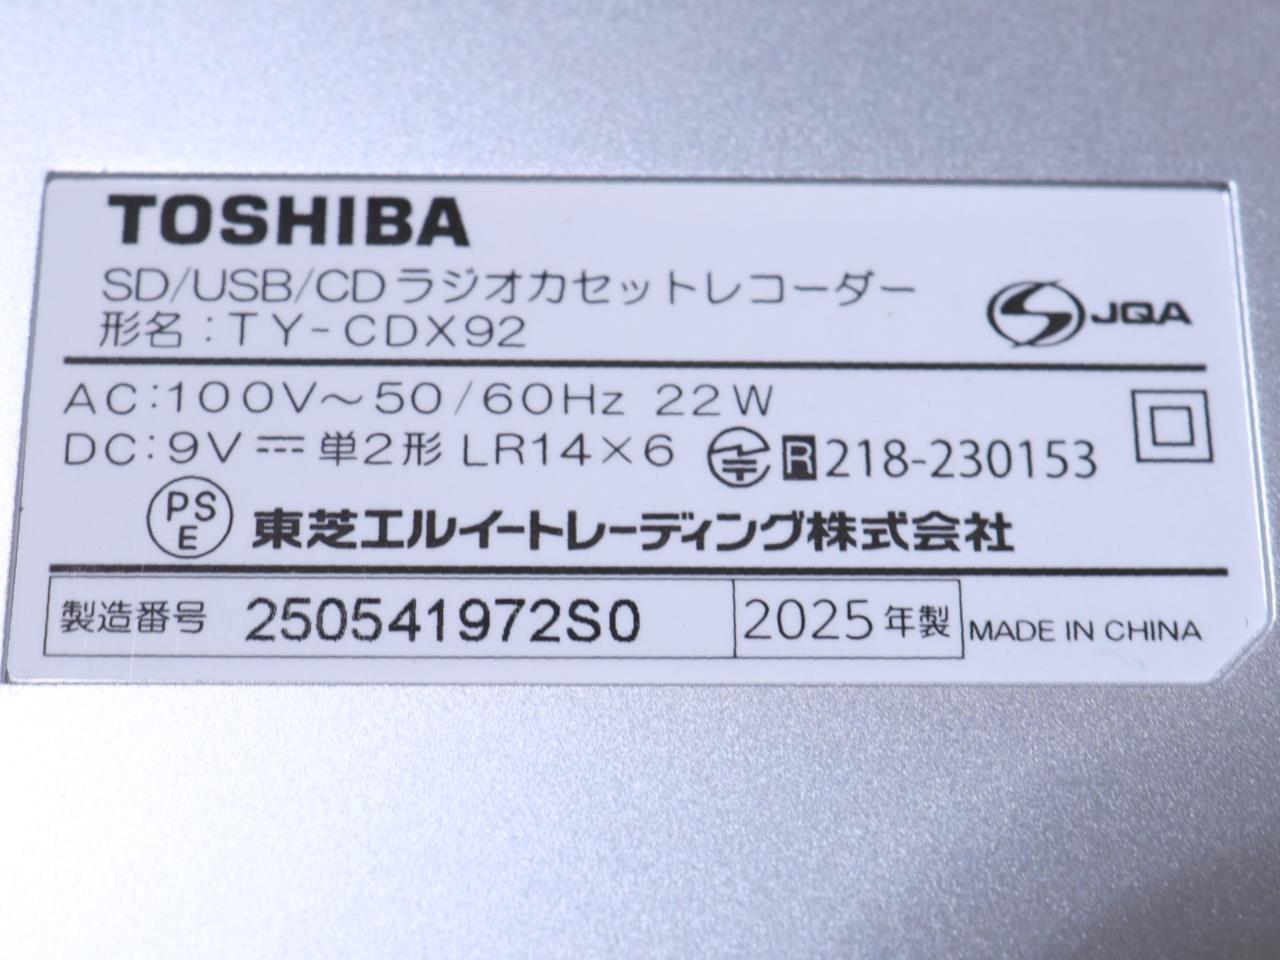 TOSHIBA
SD/USB/CDラジオカセットレコーダー
形名:TY-CDX92
JQA
AC:100V～50/60Hz 22W
DC:9V⎓単2形 LR14×6
R 218-230153
PSE 東芝エルイートレーディング株式会社
製造番号 250541972S0 2025年製 MADE IN CHINA